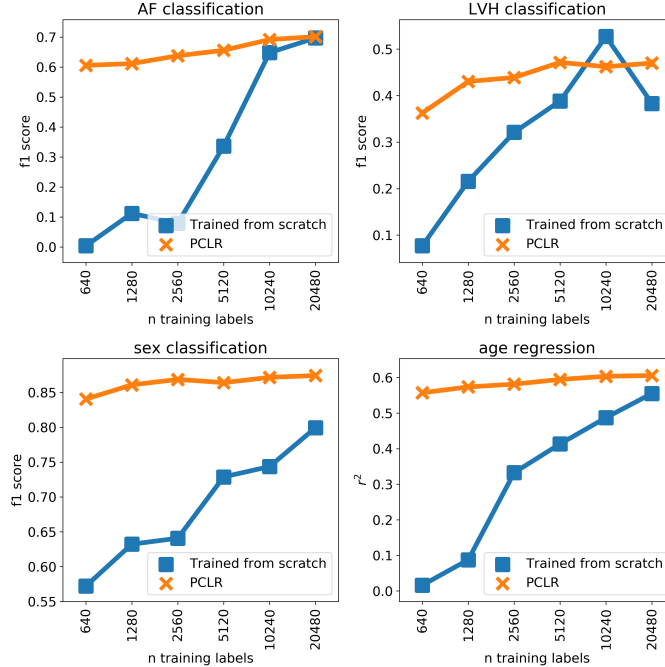 AF classification
f1 score
0.7
0.6
0.5
0.4
0.3
0.2
0.1
0.0
Trained from scratch
PCLR
640
1280
2560
5120
10240
20480
n training labels
LVH classification
f1 score
0.5
0.4
0.3
0.2
0.1
Trained from scratch
PCLR
640
1280
2560
5120
10240
20480
n training labels
sex classification
f1 score
0.85
0.80
0.75
0.70
0.65
0.60
0.55
Trained from scratch
PCLR
640
1280
2560
5120
10240
20480
n training labels
age regression
r²
0.6
0.5
0.4
0.3
0.2
0.1
0.0
Trained from scratch
PCLR
640
1280
2560
5120
10240
20480
n training labels